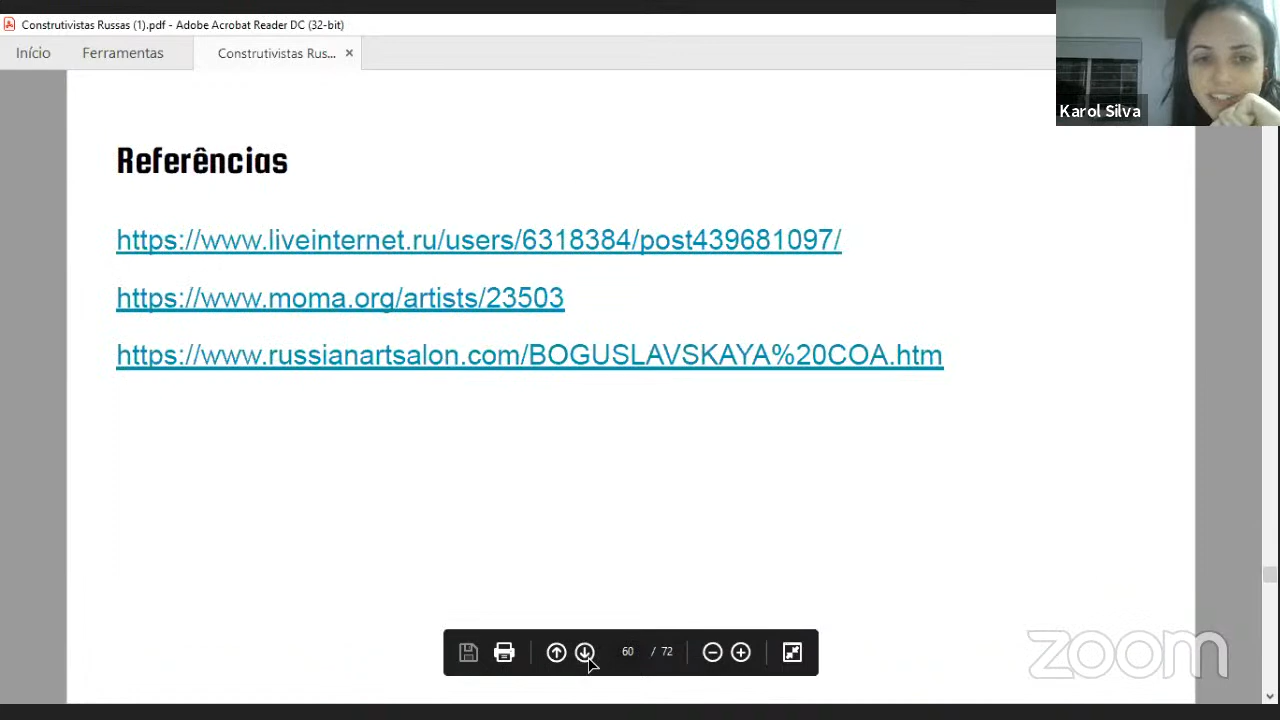 Construtivistas Russas (1).pdf - Adobe Acrobat Reader DC (32-bit)
Início Ferramentas Construtivistas Rus... ×
Karol Silva
Referências
https://www.liveinternet.ru/users/6318384/post439681097/
https://www.moma.org/artists/23503
https://www.russianartsalon.com/BOGUSLAVSKAYA%20COA.htm
60 / 72
zoom